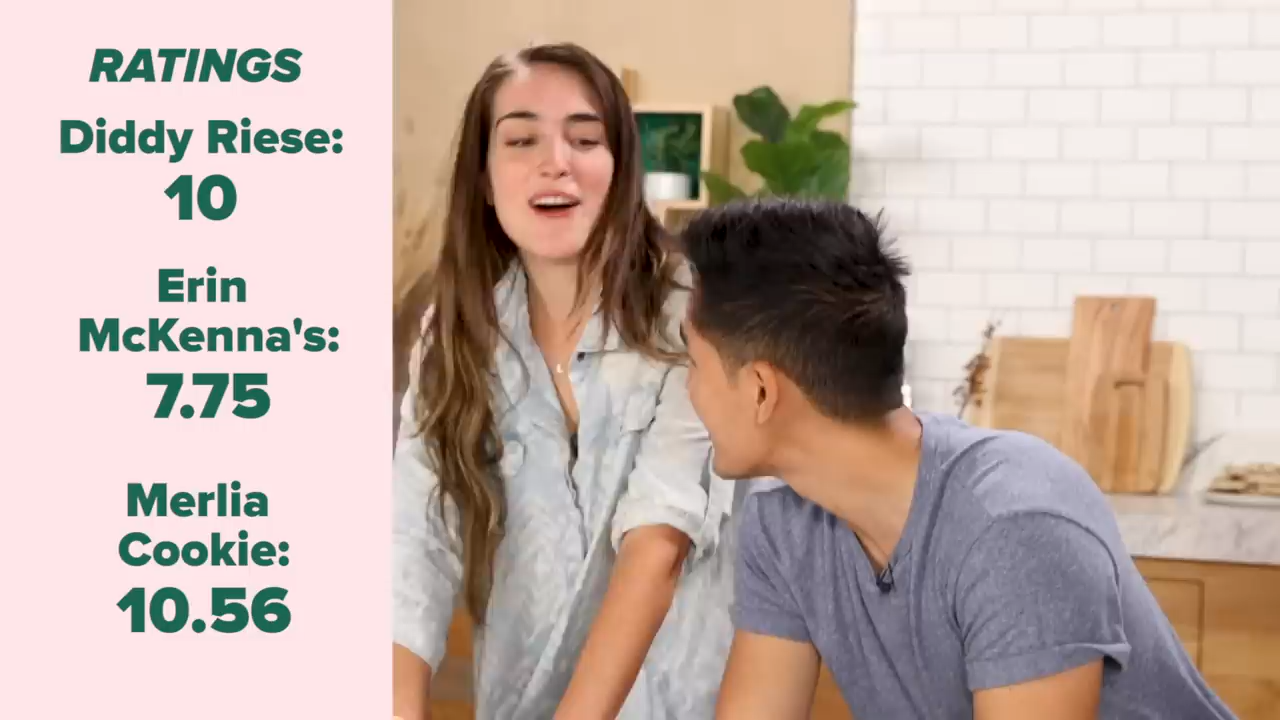 RATINGS
Diddy Riese:
10
Erin
McKenna's:
7.75
Merlia
Cookie:
10.56